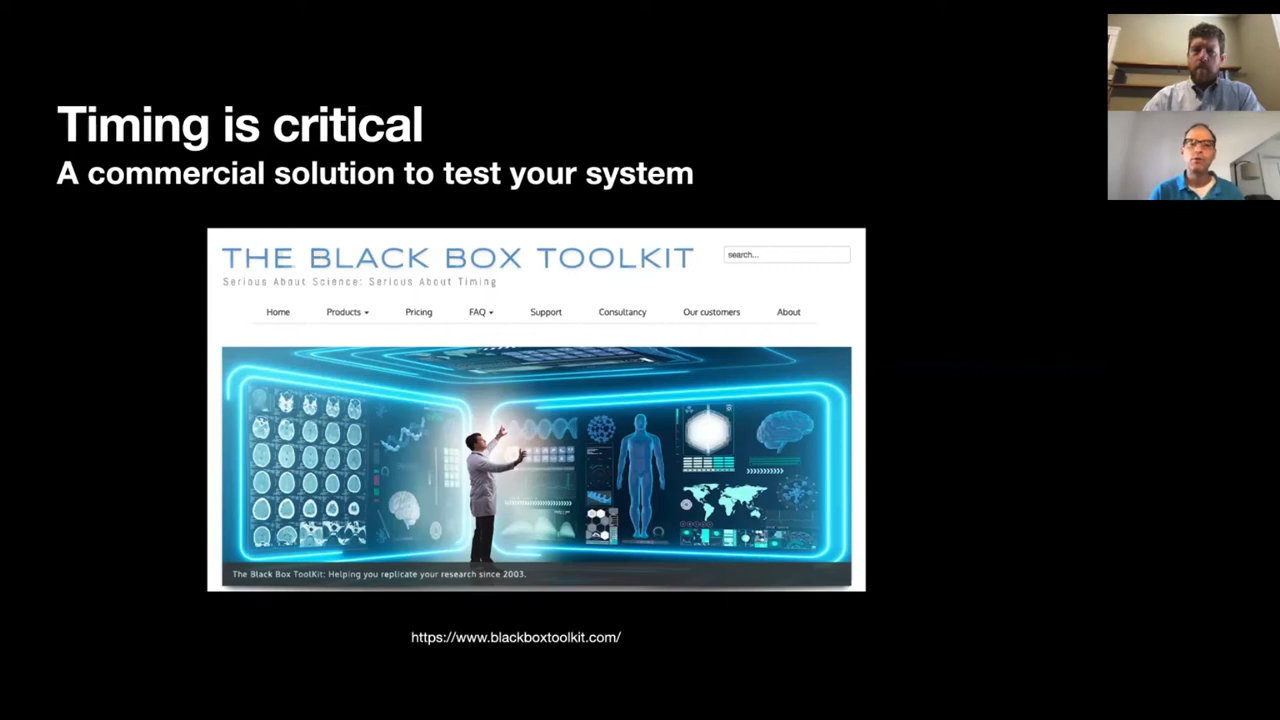 Timing is critical
A commercial solution to test your system
THE BLACK BOX TOOLKIT
search...
Serious About Science: Serious About Timing
Home Products FAQ Pricing Support Consultancy Our customers About
The Black Box ToolKit: Helping you replicate your research since 2003.
https://www.blackboxtoolkit.com/